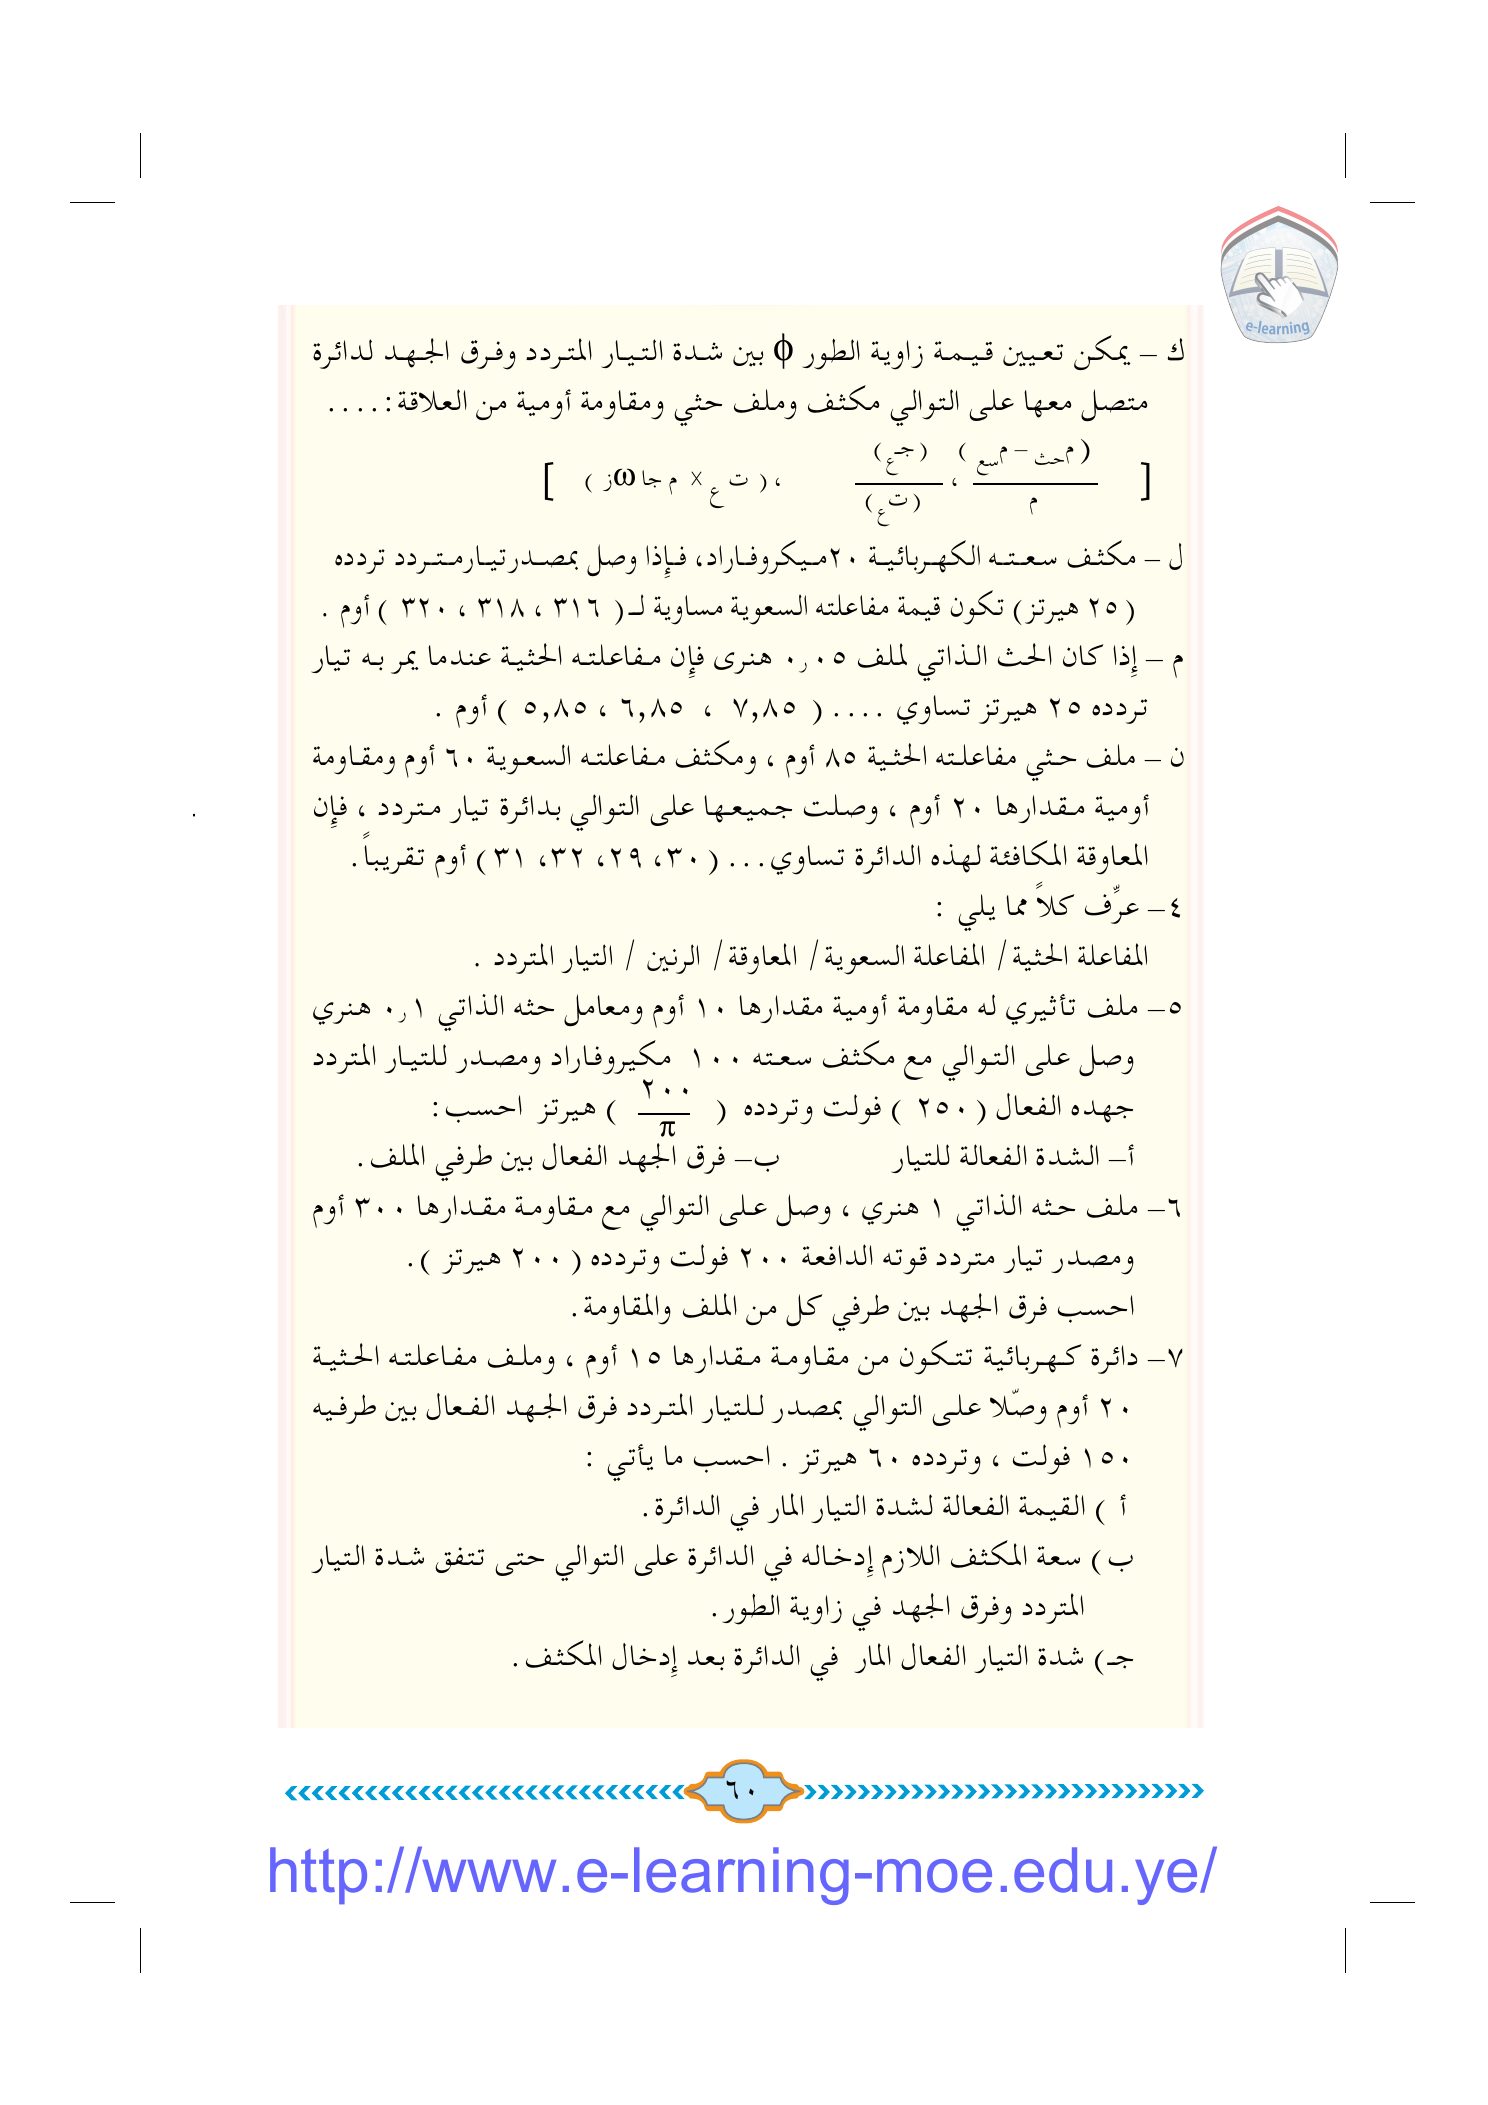 e-learning
ك – يمكن تعيين قيمة زاوية الطور ϕ بين شدة التيار المتردد وفرق الجهد لدائرة
متصل معها على التوالي مكثف وملف حثي ومقاومة أومية من العلاقة: ....
[ (م حث – م سع) / م ، (جـ ع) / (ت ع) ، ( ت ع × م جا ω ز ) ]
ل – مكثف سعته الكهربائية ٢٠ميكروفاراد، فإِذا وصل بمصدرتيارمتردد تردده
(٢٥ هيرتز) تكون قيمة مفاعلته السعوية مساوية لـ( ٣١٦ ، ٣١٨ ، ٣٢٠ ) أوم .
م – إِذا كان الحث الذاتي لملف ٠٫٠٥ هنرى فإِن مفاعلته الحثية عندما يمر به تيار
تردده ٢٥ هيرتز تساوي .... ( ٧,٨٥ ، ٦,٨٥ ، ٥,٨٥ ) أوم .
ن – ملف حثي مفاعلته الحثية ٨٥ أوم ، ومكثف مفاعلته السعوية ٦٠ أوم ومقاومة
أومية مقدارها ٢٠ أوم ، وصلت جميعها على التوالي بدائرة تيار متردد ، فإِن
المعاوقة المكافئة لهذه الدائرة تساوي... (٣٠، ٢٩، ٣٢، ٣١) أوم تقريباً.
٤– عرِّف كلاً مما يلي :
المفاعلة الحثية/ المفاعلة السعوية/ المعاوقة/ الرنين / التيار المتردد .
٥– ملف تأثيري له مقاومة أومية مقدارها ١٠ أوم ومعامل حثه الذاتي ٠٫١ هنري
وصل على التوالي مع مكثف سعته ١٠٠ مكيروفاراد ومصدر للتيار المتردد
جهده الفعال (٢٥٠ ) فولت وتردده ( ٢٠٠ / π ) هيرتز احسب:
أ– الشدة الفعالة للتيار ب– فرق الجهد الفعال بين طرفي الملف.
٦– ملف حثه الذاتي ١ هنري ، وصل على التوالي مع مقاومة مقدارها ٣٠٠ أوم
ومصدر تيار متردد قوته الدافعة ٢٠٠ فولت وتردده (٢٠٠ هيرتز ).
احسب فرق الجهد بين طرفي كل من الملف والمقاومة.
٧– دائرة كهربائية تتكون من مقاومة مقدارها ١٥ أوم ، وملف مفاعلته الحثية
٢٠ أوم وصّلا على التوالي بمصدر للتيار المتردد فرق الجهد الفعال بين طرفيه
١٥٠ فولت ، وتردده ٦٠ هيرتز . احسب ما يأتي :
أ ) القيمة الفعالة لشدة التيار المار في الدائرة.
ب) سعة المكثف اللازم إِدخاله في الدائرة على التوالي حتى تتفق شدة التيار
المتردد وفرق الجهد في زاوية الطور.
جـ) شدة التيار الفعال المار في الدائرة بعد إِدخال المكثف.
٦٠
http://www.e-learning-moe.edu.ye/